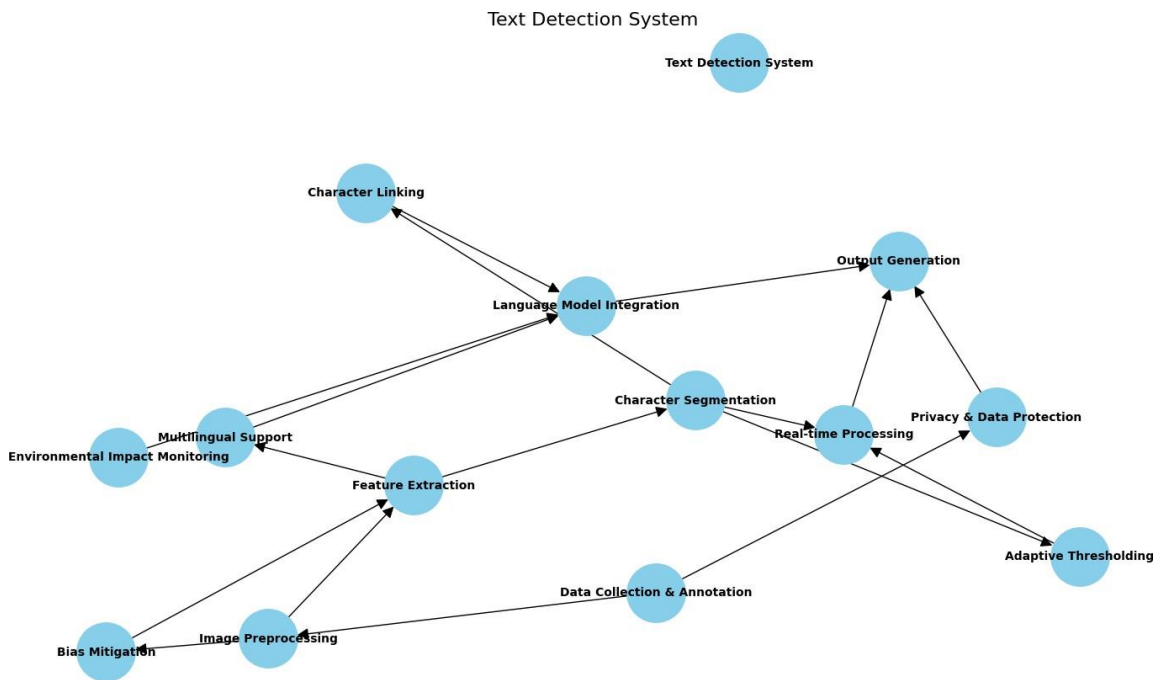 Text Detection System
Text Detection System
Character Linking
Output Generation
Language Model Integration
Character Segmentation
Privacy & Data Protection
Real-time Processing
Multilingual Support
Environmental Impact Monitoring
Feature Extraction
Adaptive Thresholding
Data Collection & Annotation
Image Preprocessing
Bias Mitigation